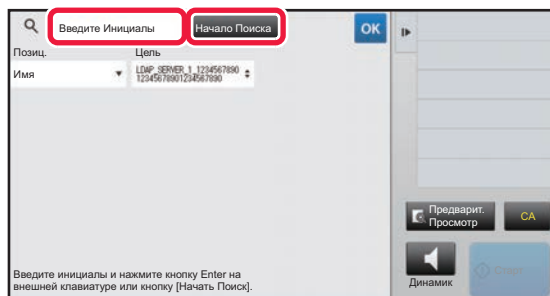 Введите Инициалы
Начало Поиска
OK
Позиц.
Цель
Имя
LDAP_SERVER_1_1234567890
12345678901234567890
Предварит.
Просмотр
CA
Динамик
Старт
Введите инициалы и нажмите кнопку Enter на
внешней клавиатуре или кнопку [Начать Поиск].